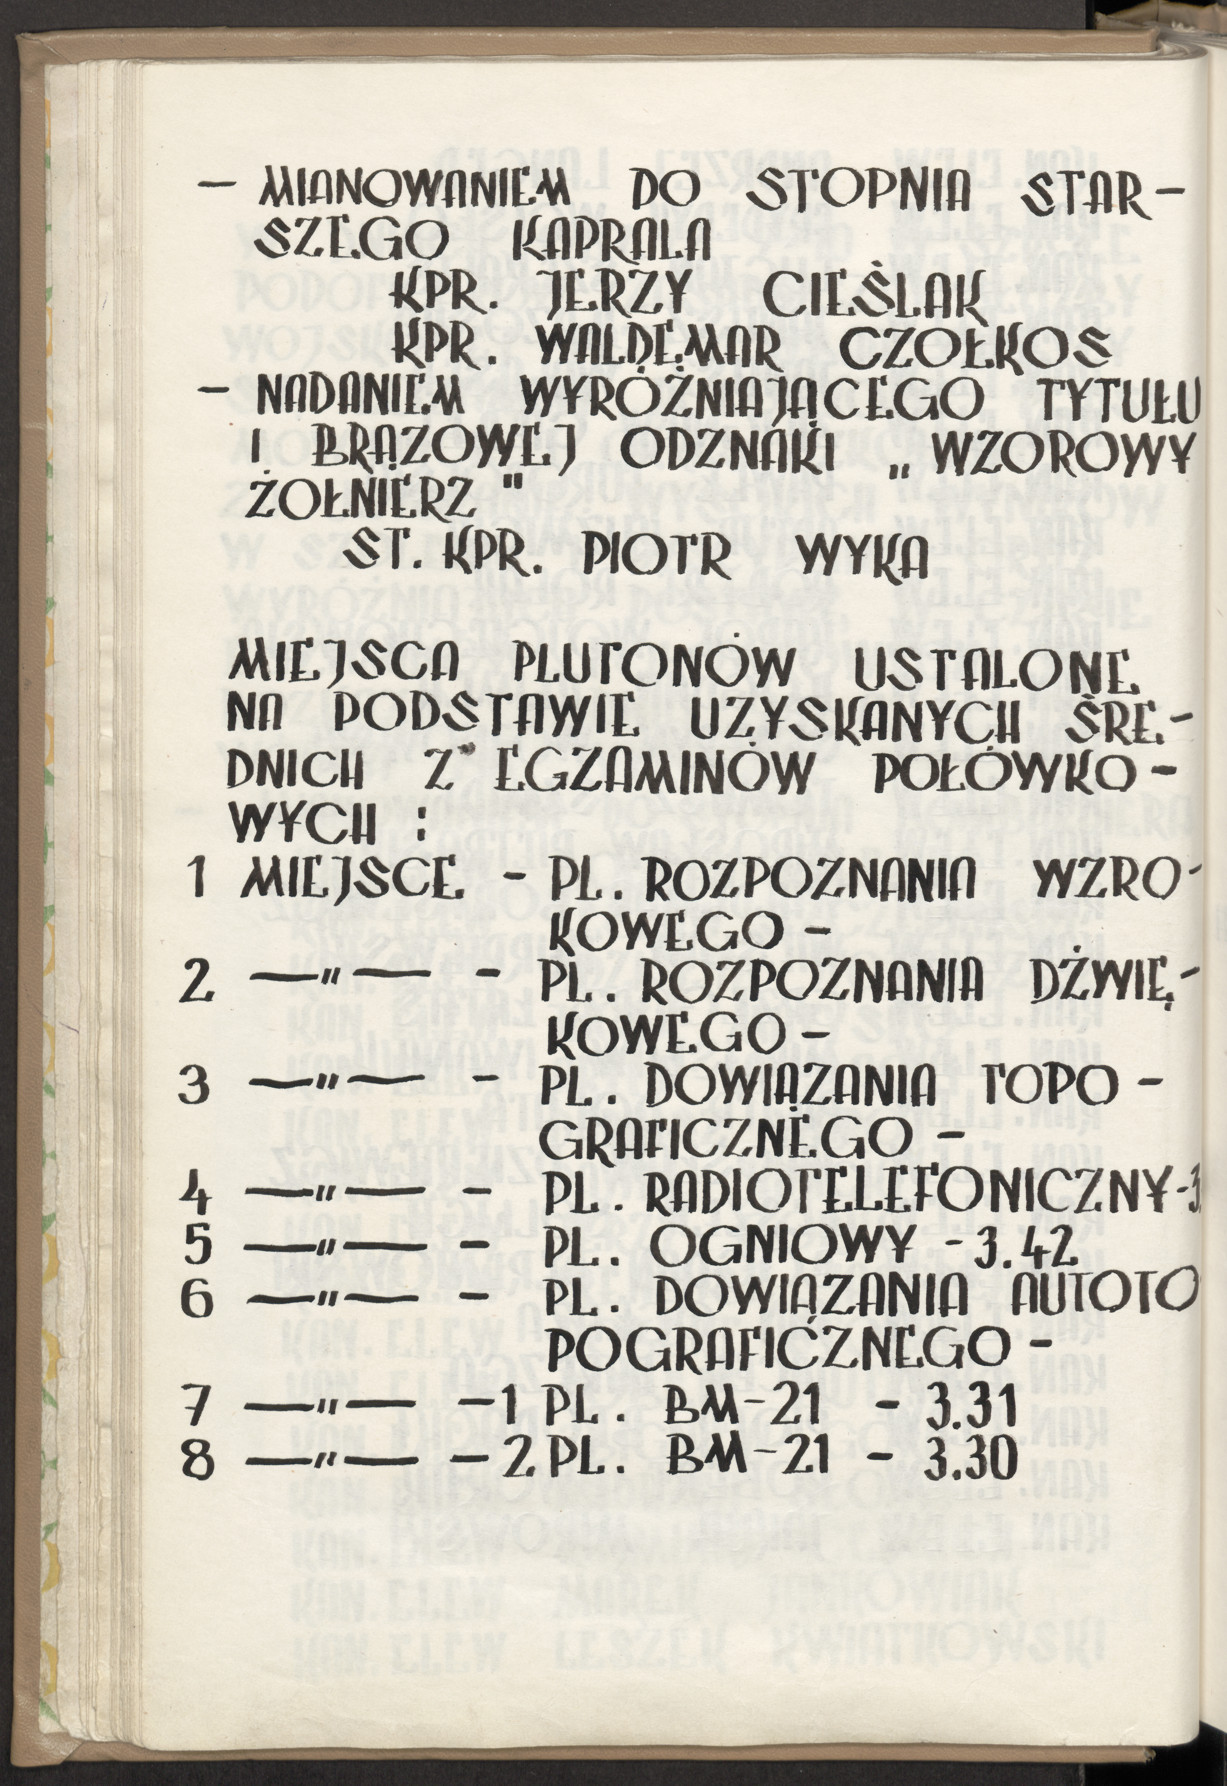 – MIANOWANIEM DO STOPNIA STAR-
SZEGO KAPRALA
KPR. JERZY CIEŚLAK
KPR. WALDEMAR CZOŁKOS
– NADANIEM WYRÓŻNIAJĄCEGO TYTUŁU
I BRĄZOWEJ ODZNAKI „WZOROWY
ŻOŁNIERZ"
ST. KPR. PIOTR WYKA
MIEJSCA PLUTONÓW USTALONE
NA PODSTAWIE UZYSKANYCH ŚRE-
DNICH Z EGZAMINÓW POŁÓWKO-
WYCH :
1 MIEJSCE - PL. ROZPOZNANIA WZRO-
KOWEGO –
2 —"— - PL. ROZPOZNANIA DŹWIĘ-
KOWEGO –
3 —"— - PL. DOWIĄZANIA TOPO-
GRAFICZNEGO –
4 —"— - PL. RADIOTELEFONICZNY-3
5 —"— - PL. OGNIOWY - 3.42
6 —"— - PL. DOWIĄZANIA AUTOTO
POGRAFICZNEGO –
7 —"— - 1 PL. BM-21 - 3.31
8 —"— - 2 PL. BM-21 - 3.30